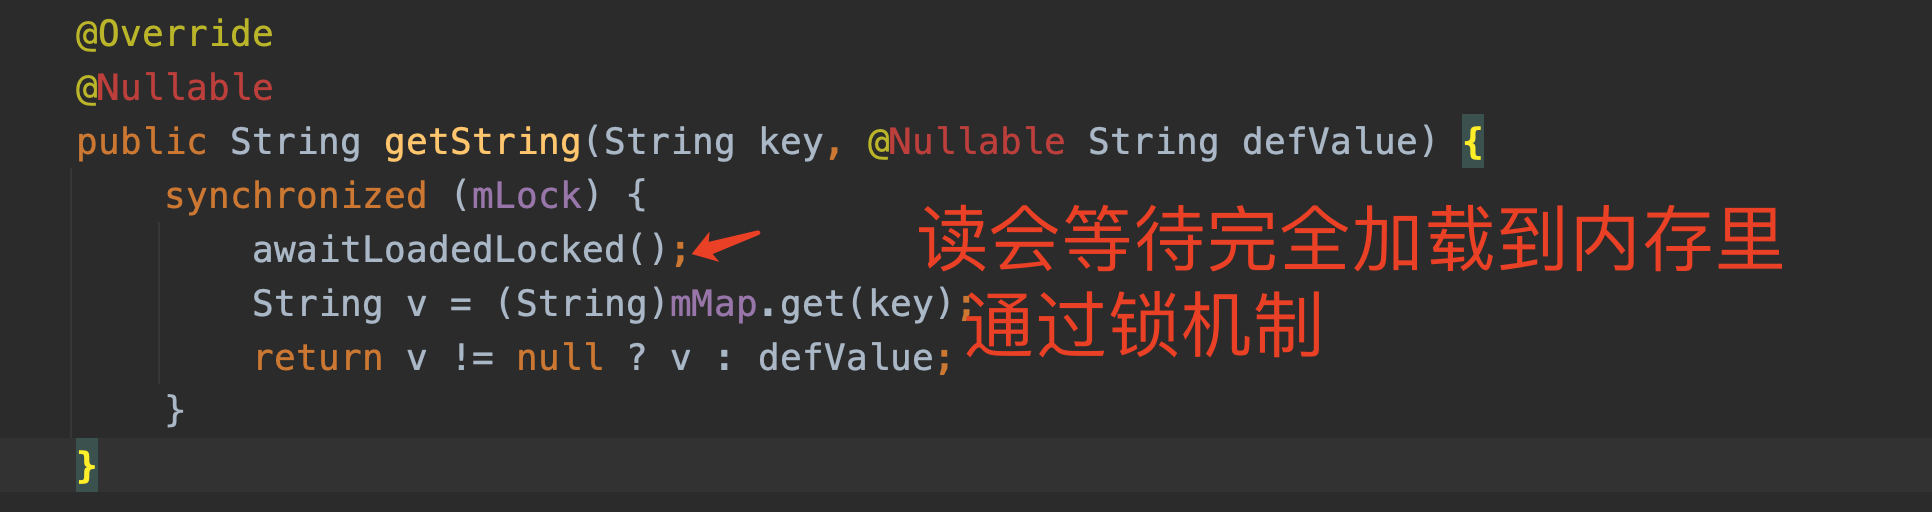 @Override
@Nullable
public String getString(String key, @Nullable String defValue) {
synchronized (mLock) {
awaitLoadedLocked();
读会等待完全加载到内存里
String v = (String)mMap.get(key);
通过锁机制
return v != null ? v : defValue;
}
}